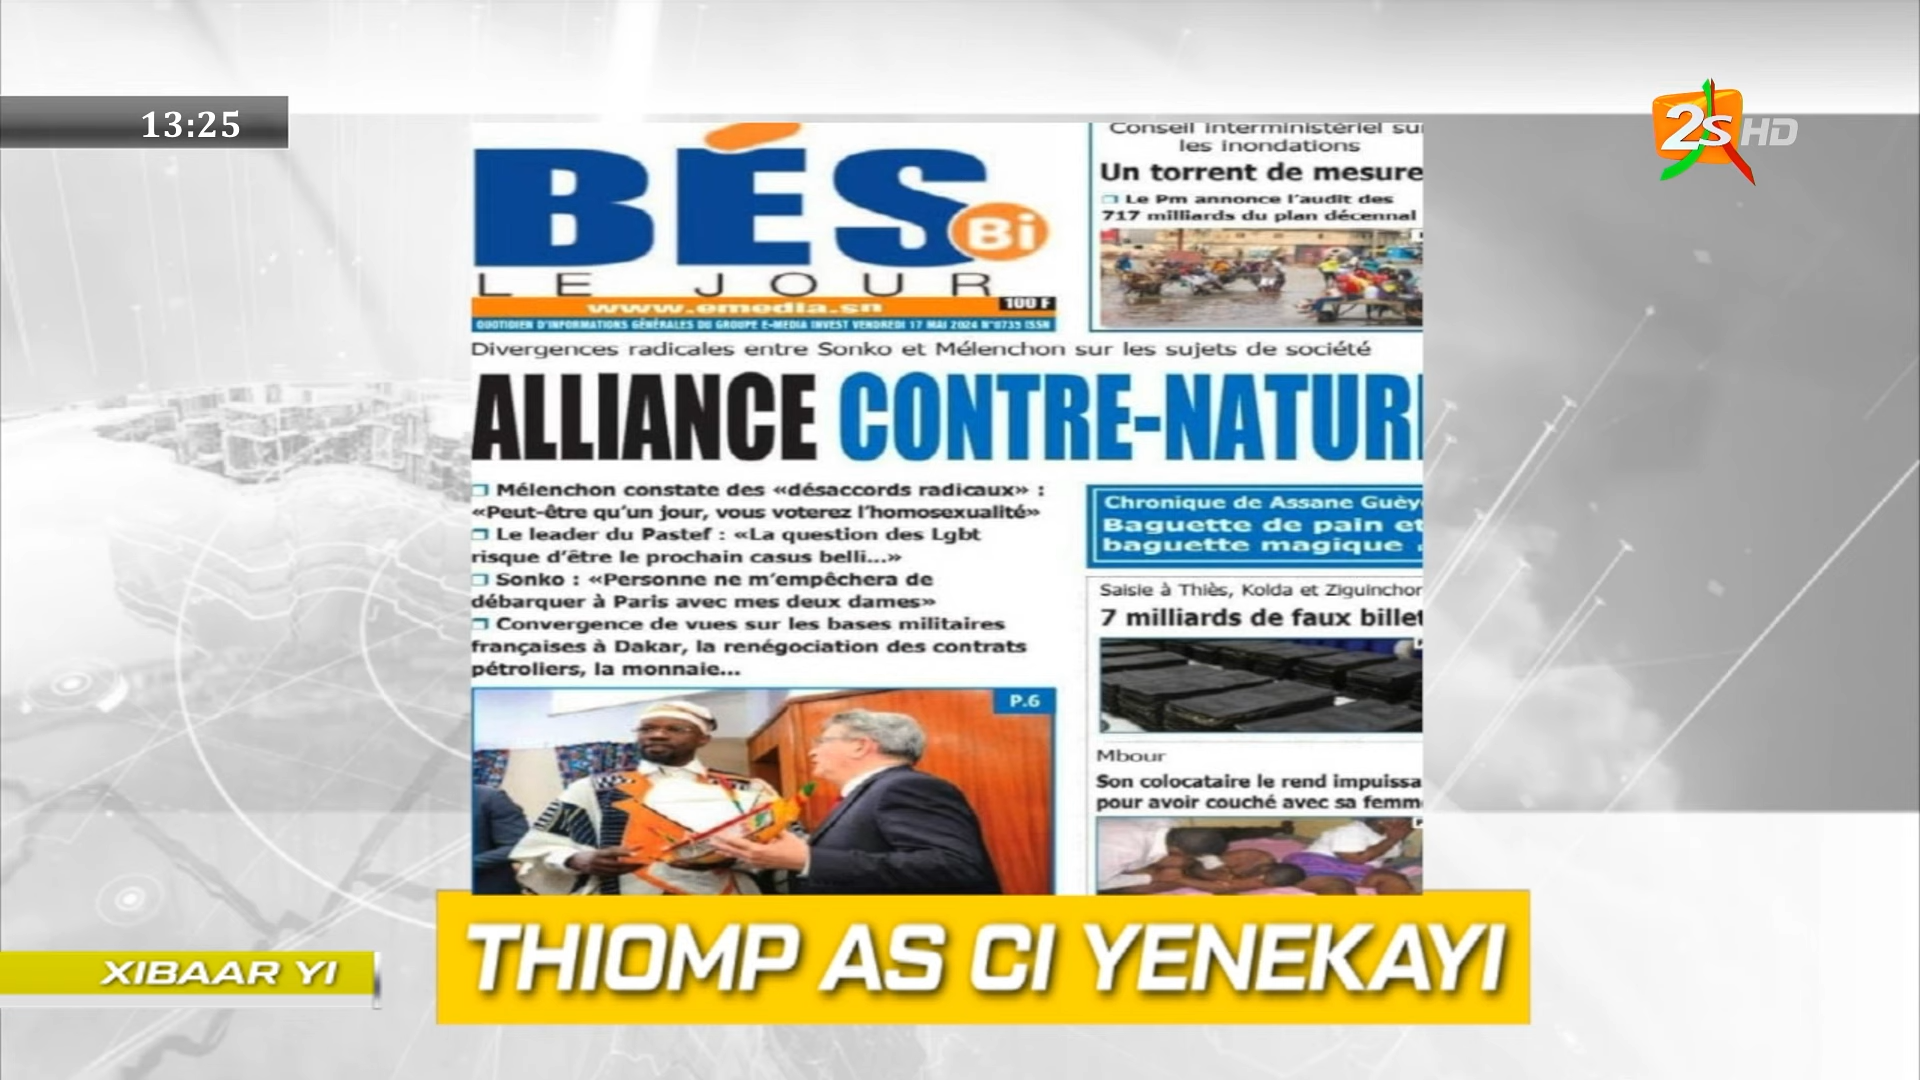 13:25
2S HD
BÉS Bi
LE JOUR
www.emedia.sn
100 F
QUOTIDIEN D'INFORMATIONS GÉNÉRALES DU GROUPE E-MEDIA INVEST VENDREDI 17 MAI 2024 N°0735 ISSN
Conseil interministériel su
les inondations
Un torrent de mesure
Le Pm annonce l'audit des
717 milliards du plan décennal
Divergences radicales entre Sonko et Mélenchon sur les sujets de société
ALLIANCE CONTRE-NATUR
Mélenchon constate des «désaccords radicaux» :
«Peut-être qu'un jour, vous voterez l'homosexualité»
Le leader du Pastef : «La question des Lgbt
risque d'être le prochain casus belli...»
Sonko : «Personne ne m'empêchera de
débarquer à Paris avec mes deux dames»
Convergence de vues sur les bases militaires
françaises à Dakar, la renégociation des contrats
pétroliers, la monnaie...
P.6
Chronique de Assane Guèy
Baguette de pain et
baguette magique
Saisie à Thiès, Kolda et Ziguinchor
7 milliards de faux billet
Mbour
Son colocataire le rend impuissa
pour avoir couché avec sa femm
THIOMP AS CI YENEKAYI
XIBAAR YI